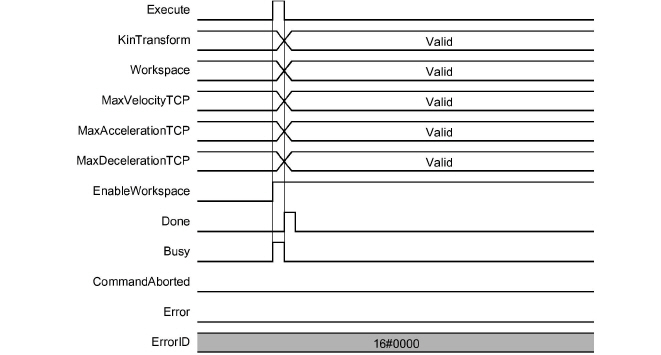 Execute
KinTransform Valid
Workspace Valid
MaxVelocityTCP Valid
MaxAccelerationTCP Valid
MaxDecelerationTCP Valid
EnableWorkspace
Done
Busy
CommandAborted
Error
ErrorID 16#0000